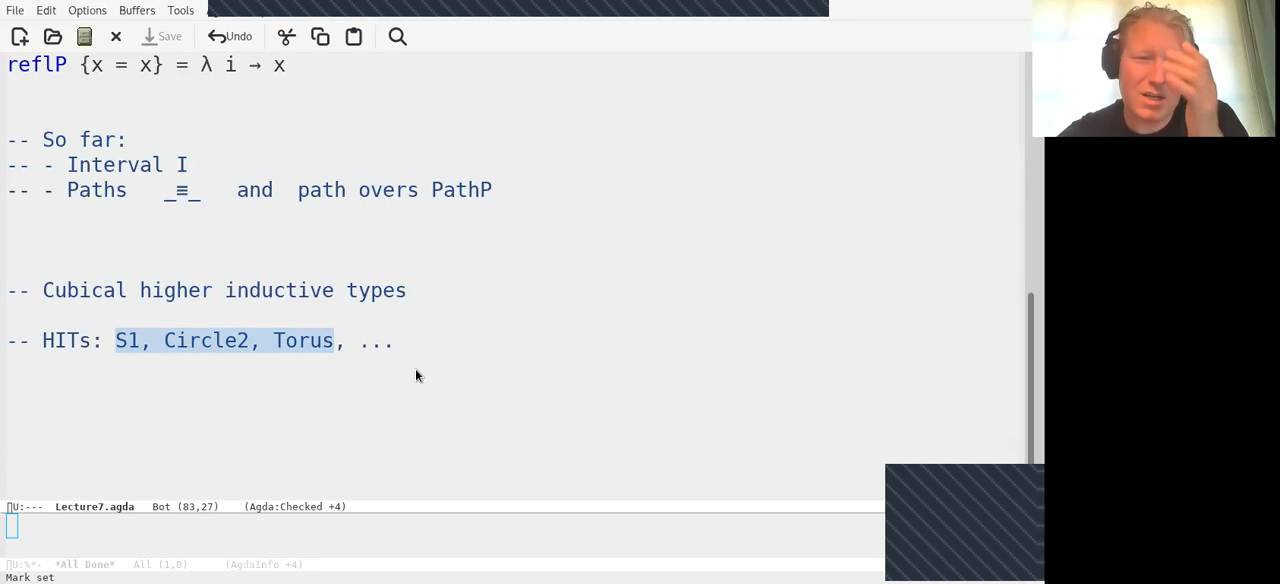 File Edit Options Buffers Tools
Save Undo
reflP {x = x} = λ i → x
-- So far:
-- - Interval I
-- - Paths _≡_ and path overs PathP
-- Cubical higher inductive types
-- HITs: S1, Circle2, Torus, ...
U:--- Lecture7.agda Bot (83,27) (Agda:Checked +4)
U:%*- *All Done* All (1,0) (AgdaInfo +4)
Mark set